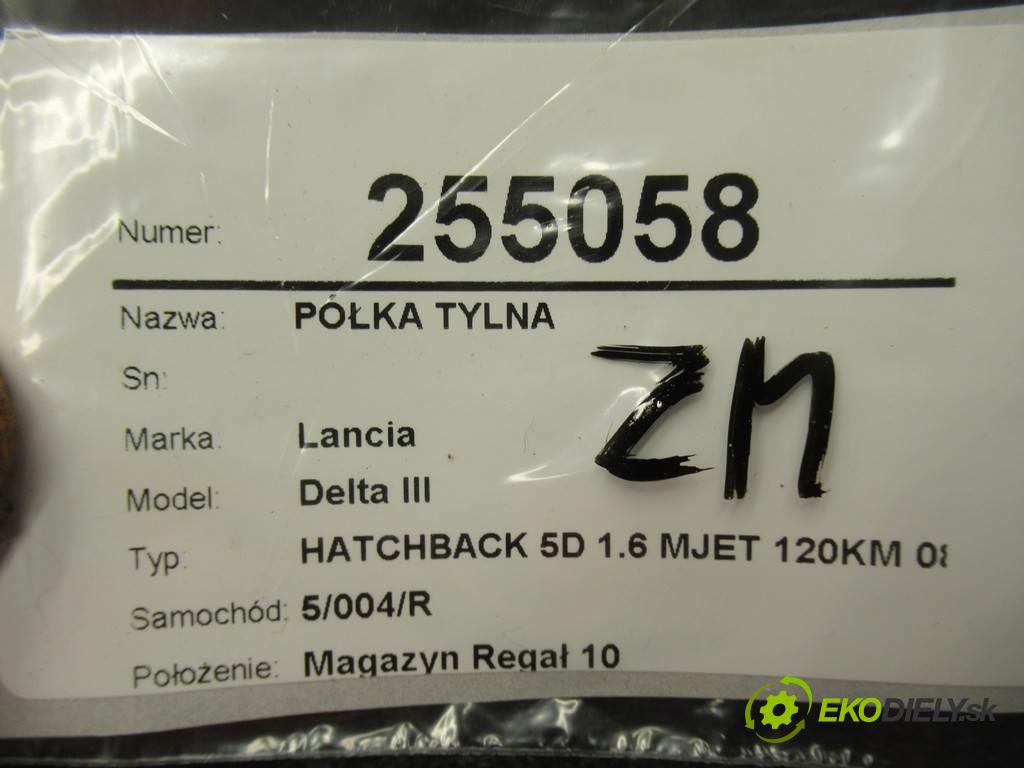 Numer: 255058
Nazwa: PÓŁKA TYLNA
Sn:
Marka: Lancia
Model: Delta III
Typ: HATCHBACK 5D 1.6 MJET 120KM 08
Samochód: 5/004/R
Położenie: Magazyn Regał 10
ZM
EKODIELY.sk